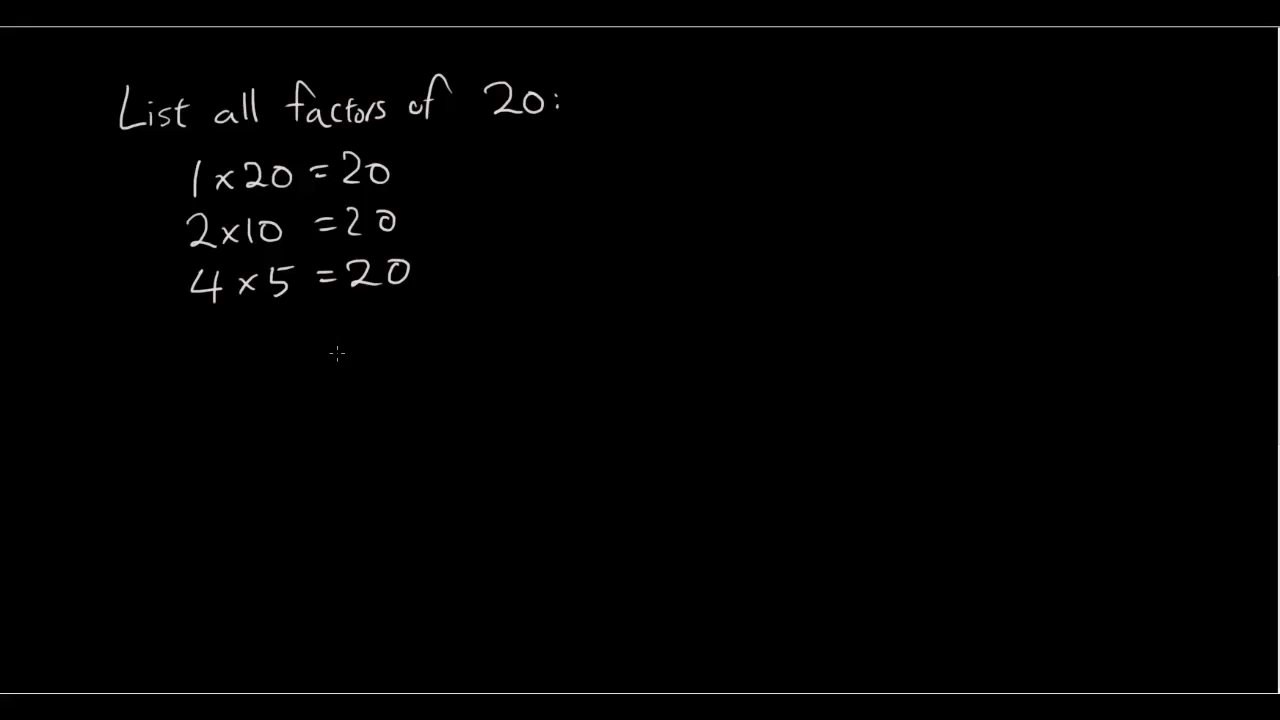 List all factors of 20:
1 × 20 = 20
2 × 10 = 20
4 × 5 = 20